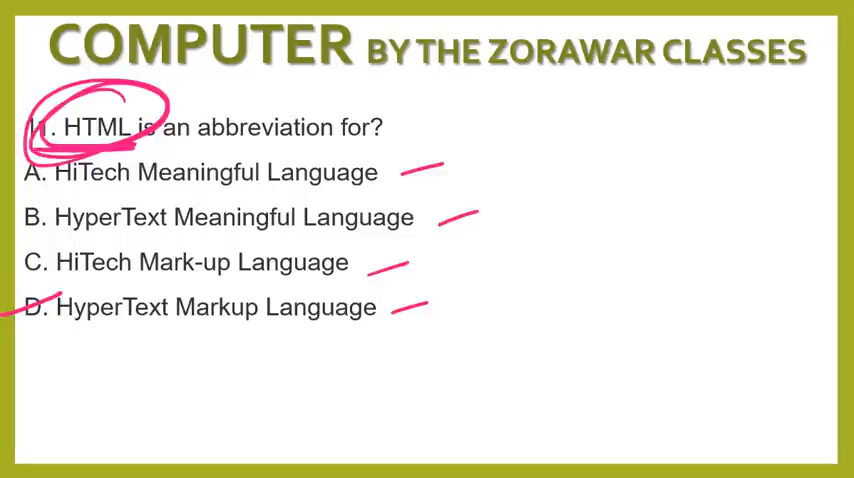 COMPUTER BY THE ZORAWAR CLASSES
11. HTML is an abbreviation for?
A. HiTech Meaningful Language
B. HyperText Meaningful Language
C. HiTech Mark-up Language
D. HyperText Markup Language